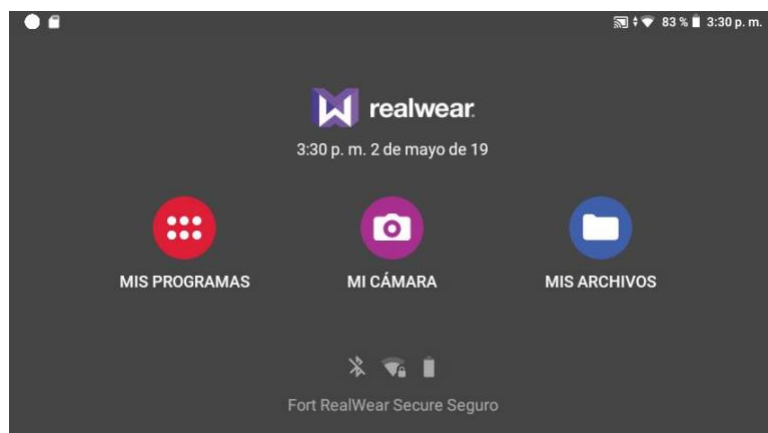 83 % 3:30 p. m.
realwear.
3:30 p. m. 2 de mayo de 19
MIS PROGRAMAS
MI CÁMARA
MIS ARCHIVOS
Fort RealWear Secure Seguro